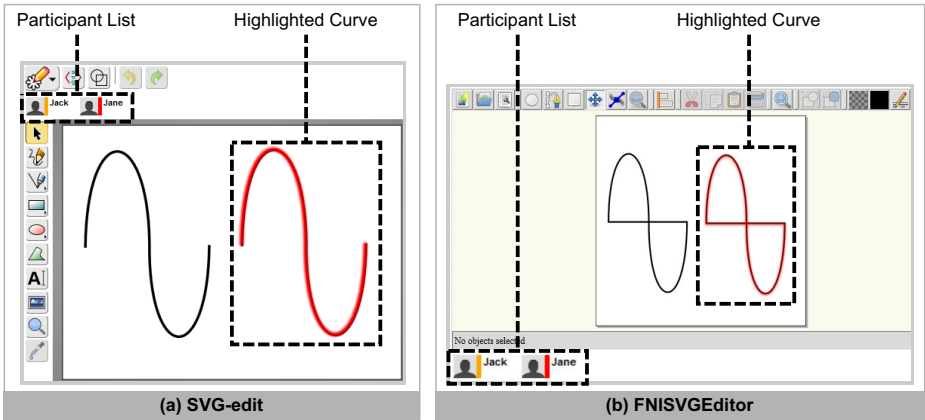 Participant List
Highlighted Curve
Jack
Jane
A
(a) SVG-edit
Participant List
Highlighted Curve
No objects selected
Jack
Jane
(b) FNISVGEditor